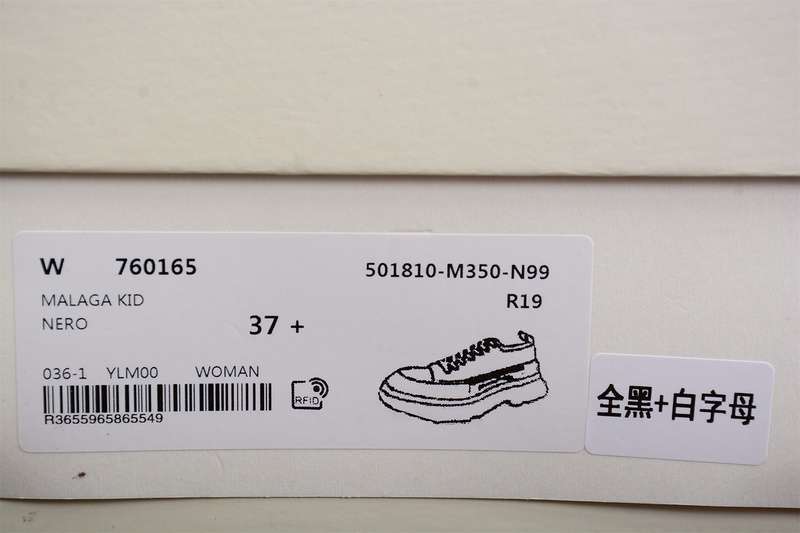 W 760165 501810-M350-N99
MALAGA KID R19
NERO 37 +
036-1 YLM00 WOMAN
RFID
R3655965865549
全黑+白字母